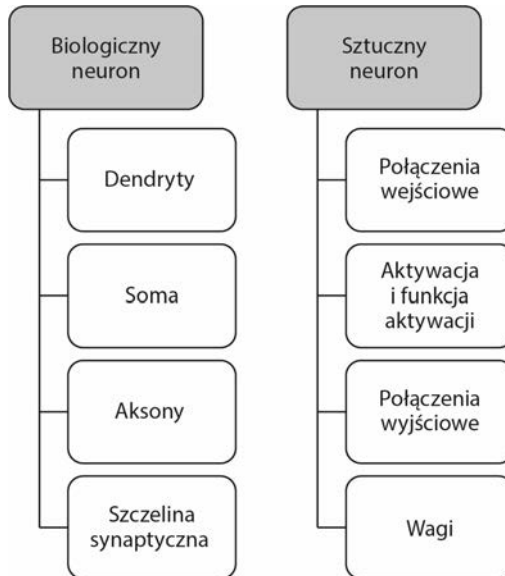 Biologiczny
neuron
Dendryty
Soma
Aksony
Szczelina
synaptyczna
Sztuczny
neuron
Połączenia
wejściowe
Aktywacja
i funkcja
aktywacji
Połączenia
wyjściowe
Wagi